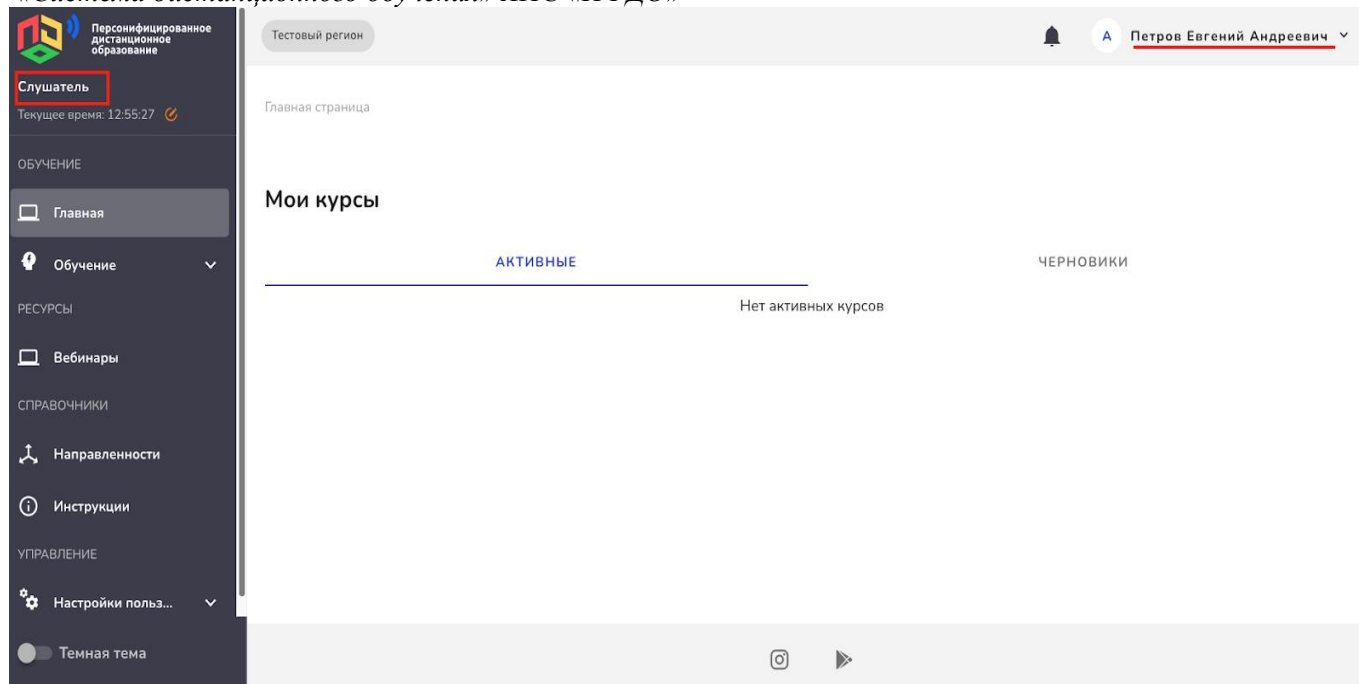 Персонифицированное
дистанционное
образование
Слушатель
Текущее время: 12:55:27
ОБУЧЕНИЕ
Главная
Обучение
РЕСУРСЫ
Вебинары
СПРАВОЧНИКИ
Направленности
Инструкции
УПРАВЛЕНИЕ
Настройки польз...
Темная тема
Тестовый регион
А Петров Евгений Андреевич
Главная страница
Мои курсы
АКТИВНЫЕ
ЧЕРНОВИКИ
Нет активных курсов